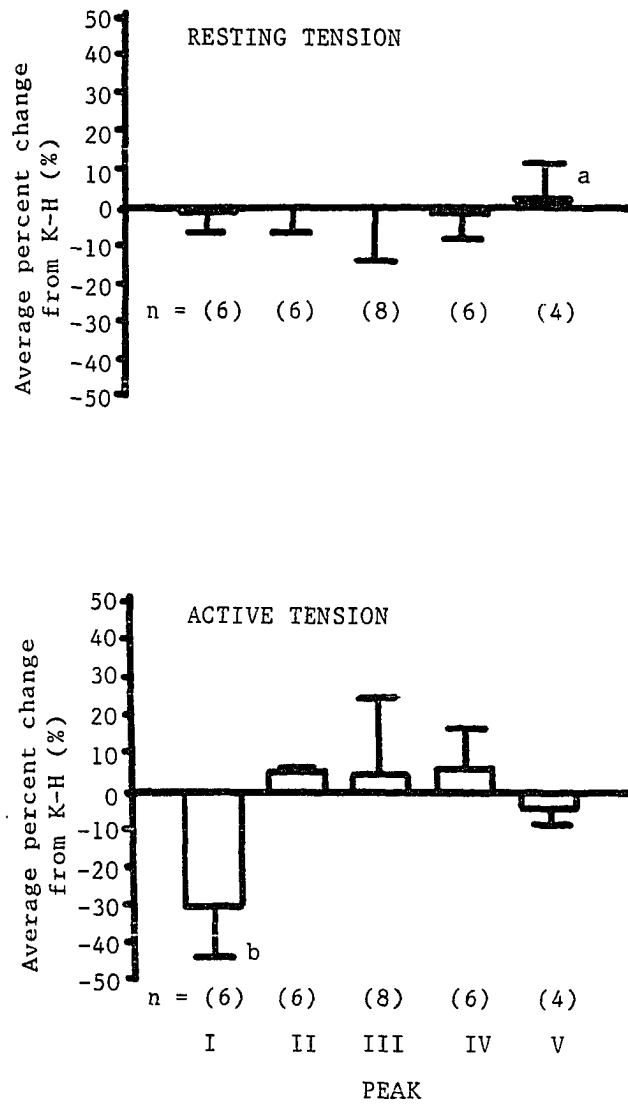 RESTING TENSION
Average percent change
from K-H (%)
50
40
30
20
10
0
-10
-20
-30
-40
-50
a
n = (6) (6) (8) (6) (4)
ACTIVE TENSION
Average percent change
from K-H (%)
50
40
30
20
10
0
-10
-20
-30
-40
-50
b
n = (6) (6) (8) (6) (4)
I II III IV V
PEAK